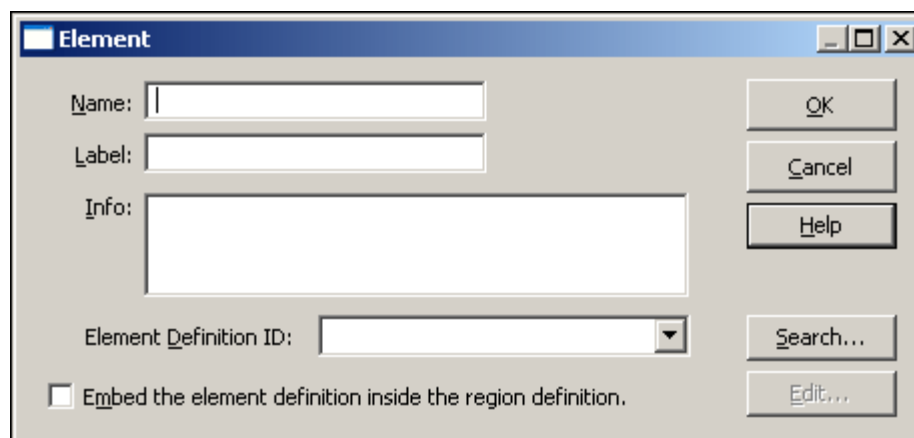 Element
Name:
OK
Label:
Cancel
Info:
Help
Element Definition ID:
Search...
Embed the element definition inside the region definition.
Edit...